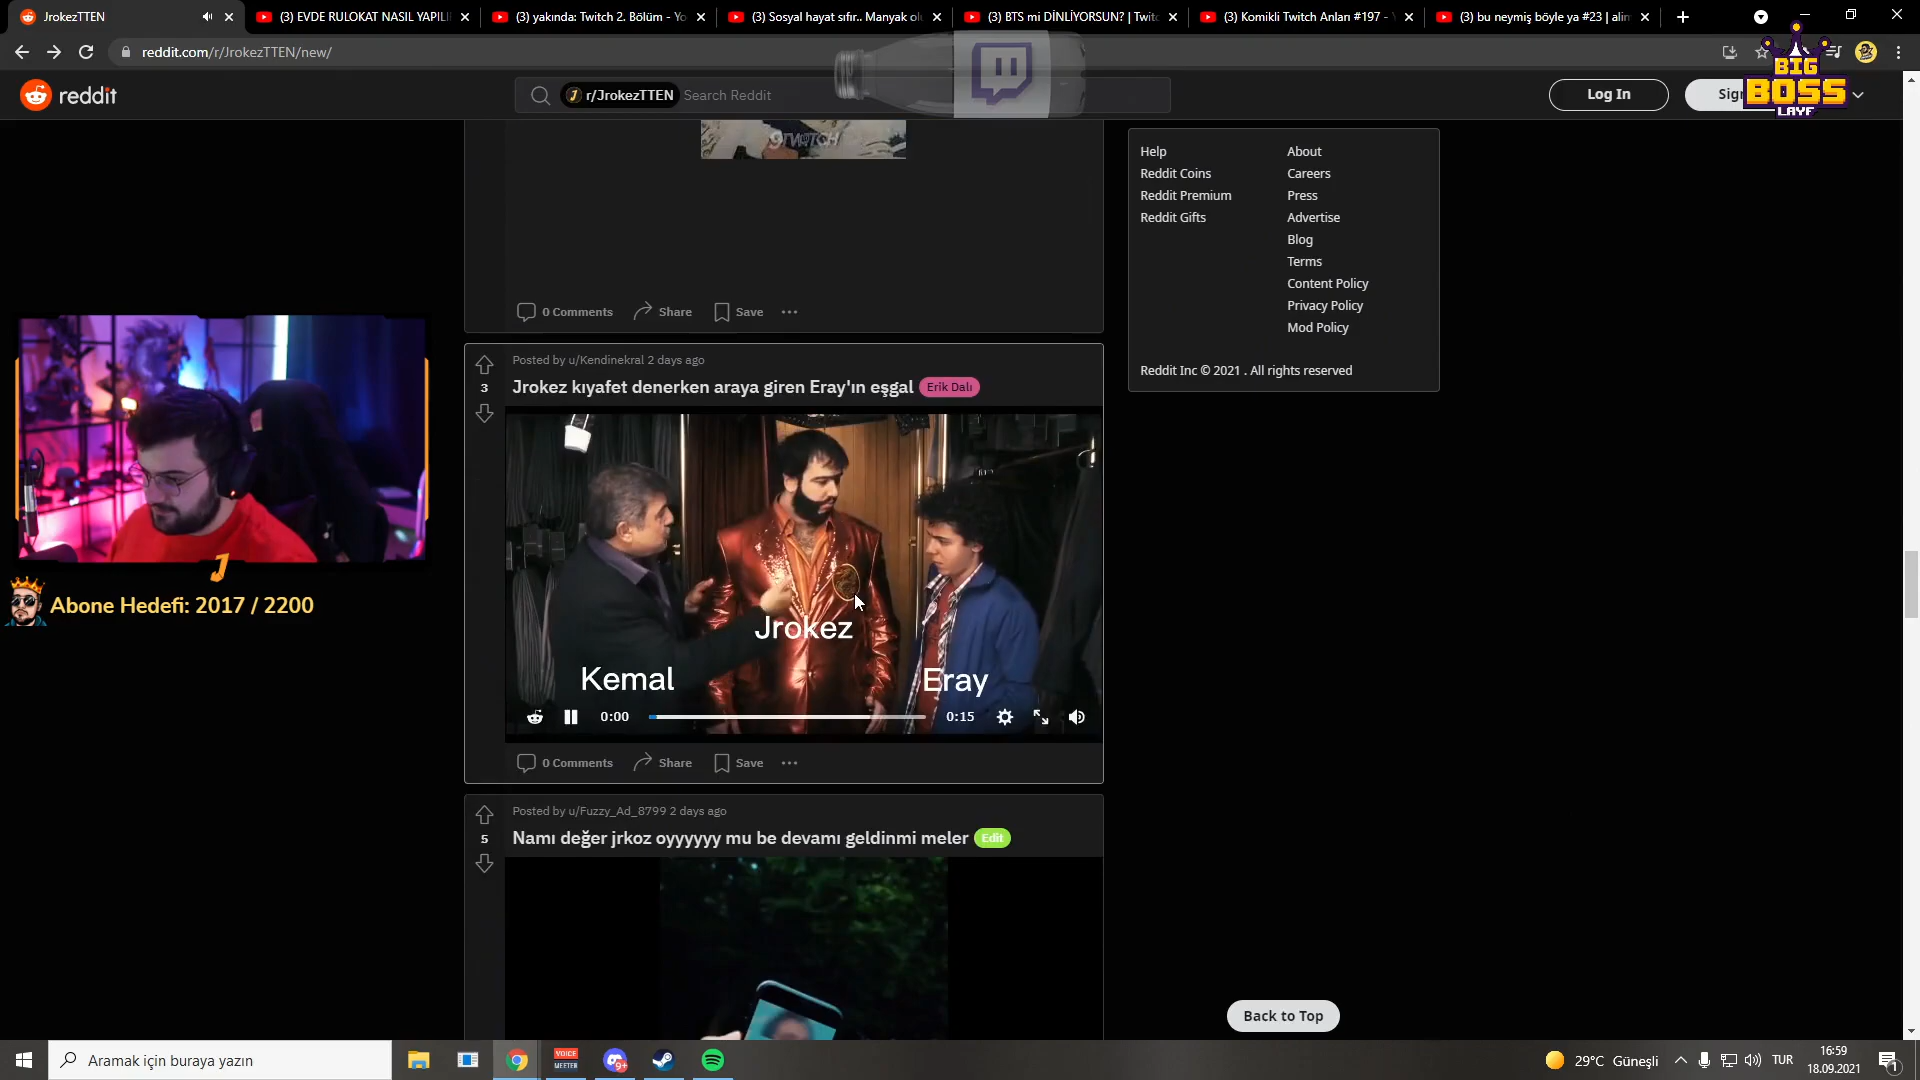 JrokezTTEN
(3) EVDE RULOKAT NASIL YAPILI
(3) yakında: Twitch 2. Bölüm - Yo
(3) Sosyal hayat sıfır.. Manyak ol
(3) BTS mi DİNLİYORSUN? | Twitc
(3) Komikli Twitch Anları #197 - Y
(3) bu neymiş böyle ya #23 | alin
reddit.com/r/JrokezTTEN/new/
BIG
BOSS
LAYF
reddit
r/JrokezTTEN
Search Reddit
Log In
Sign
9TWITCH
Help
About
Reddit Coins
Careers
Reddit Premium
Press
Reddit Gifts
Advertise
Blog
Terms
Content Policy
Privacy Policy
Mod Policy
Reddit Inc © 2021 . All rights reserved
0 Comments
Share
Save
Posted by u/Kendinekral 2 days ago
3
Jrokez kıyafet denerken araya giren Eray'ın eşgal
Erik Dalı
Jrokez
Kemal
Eray
0:00
0:15
0 Comments
Share
Save
J
Abone Hedefi: 2017 / 2200
Posted by u/Fuzzy_Ad_8799 2 days ago
5
Namı değer jrkoz oyyyyyy mu be devamı geldinmi meler
Edit
Back to Top
Aramak için buraya yazın
VOICE
MEETER
9+
29°C Güneşli
TUR
16:59
18.09.2021
1